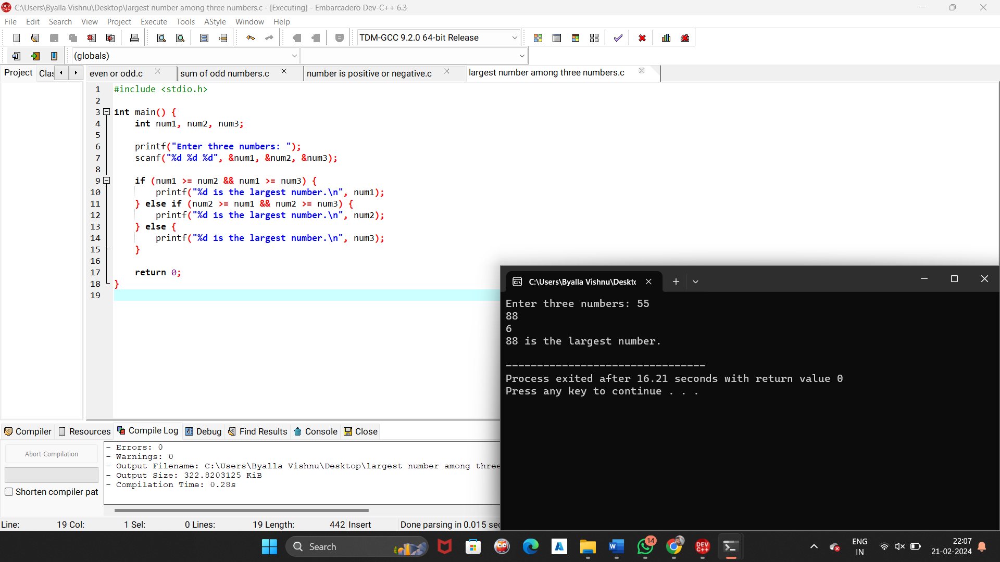 C:\Users\Byalla Vishnu\Desktop\largest number among three numbers.c - [Executing] - Embarcadero Dev-C++ 6.3
File Edit Search View Project Execute Tools AStyle Window Help
TDM-GCC 9.2.0 64-bit Release
(globals)
Project Clas even or odd.c sum of odd numbers.c number is positive or negative.c largest number among three numbers.c
1 #include <stdio.h>
2
3 int main() {
4     int num1, num2, num3;
5
6     printf("Enter three numbers: ");
7     scanf("%d %d %d", &num1, &num2, &num3);
8
9     if (num1 >= num2 && num1 >= num3) {
10         printf("%d is the largest number.\n", num1);
11     } else if (num2 >= num1 && num2 >= num3) {
12         printf("%d is the largest number.\n", num2);
13     } else {
14         printf("%d is the largest number.\n", num3);
15     }
16
17     return 0;
18 }
19
C:\Users\Byalla Vishnu\Deskto
Enter three numbers: 55
88
6
88 is the largest number.
--------------------------------
Process exited after 16.21 seconds with return value 0
Press any key to continue . . .
Compiler Resources Compile Log Debug Find Results Console Close
Abort Compilation
Shorten compiler pat
- Errors: 0
- Warnings: 0
- Output Filename: C:\Users\Byalla Vishnu\Desktop\largest number among three
- Output Size: 322.8203125 KiB
- Compilation Time: 0.28s
Line: 19 Col: 1 Sel: 0 Lines: 19 Length: 442 Insert Done parsing in 0.015 sec
Search
14
DEV C++
ENG
IN
22:07
21-02-2024